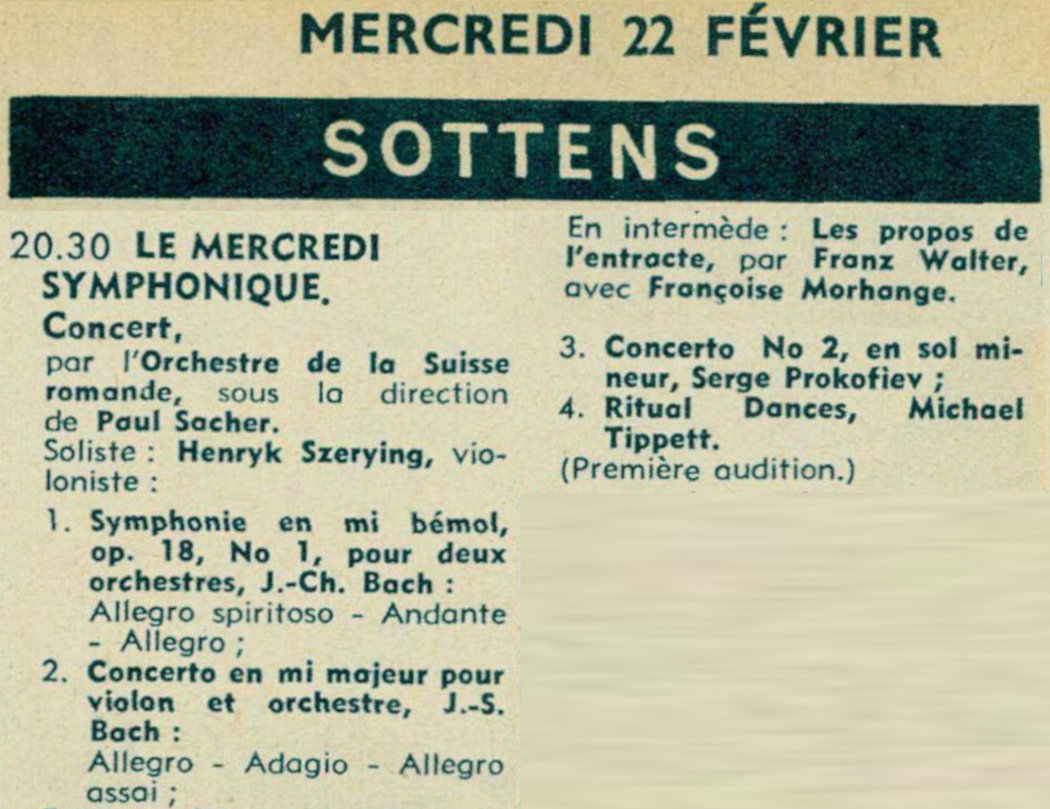 MERCREDI 22 FÉVRIER
SOTTENS
20.30 LE MERCREDI
SYMPHONIQUE.
Concert,
par l'Orchestre de la Suisse
romande, sous la direction
de Paul Sacher.
Soliste : Henryk Szerying, vio-
loniste :
1. Symphonie en mi bémol,
op. 18, No 1, pour deux
orchestres, J.-Ch. Bach :
Allegro spiritoso - Andante
- Allegro ;
2. Concerto en mi majeur pour
violon et orchestre, J.-S.
Bach :
Allegro - Adagio - Allegro
assai ;
En intermède : Les propos de
l'entracte, par Franz Walter,
avec Françoise Morhange.
3. Concerto No 2, en sol mi-
neur, Serge Prokofiev ;
4. Ritual Dances, Michael
Tippett.
(Première audition.)